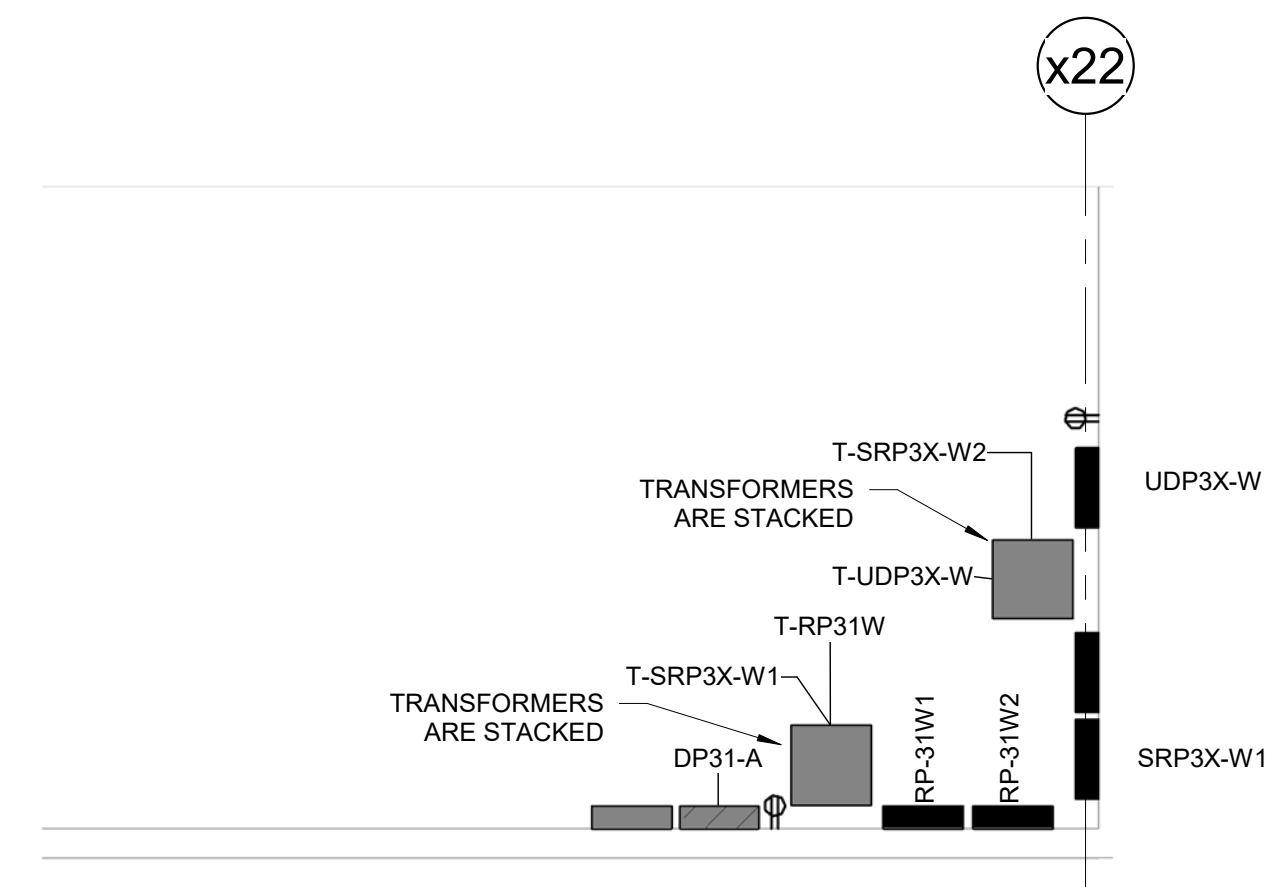 x22
T-SRP3X-W2
UDP3X-W
TRANSFORMERS
ARE STACKED
T-UDP3X-W
T-RP31W
T-SRP3X-W1
TRANSFORMERS
ARE STACKED
RP-31W1
RP-31W2
DP31-A
SRP3X-W1